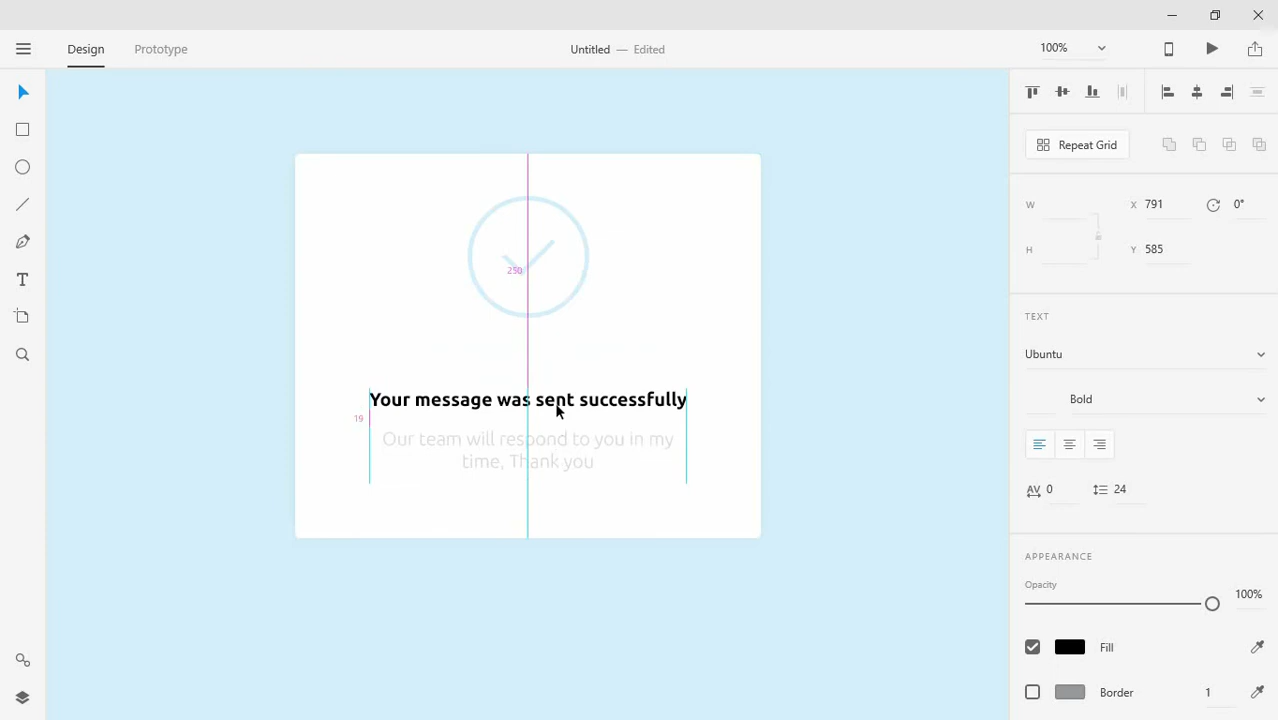 Design
Prototype
Untitled — Edited
100%
Repeat Grid
W
X 791
0°
H
Y 585
250
TEXT
Ubuntu
Your message was sent successfully
Bold
19
Our team will respond to you in my
time, Thank you
AV 0
24
APPEARANCE
Opacity
100%
Fill
Border
1